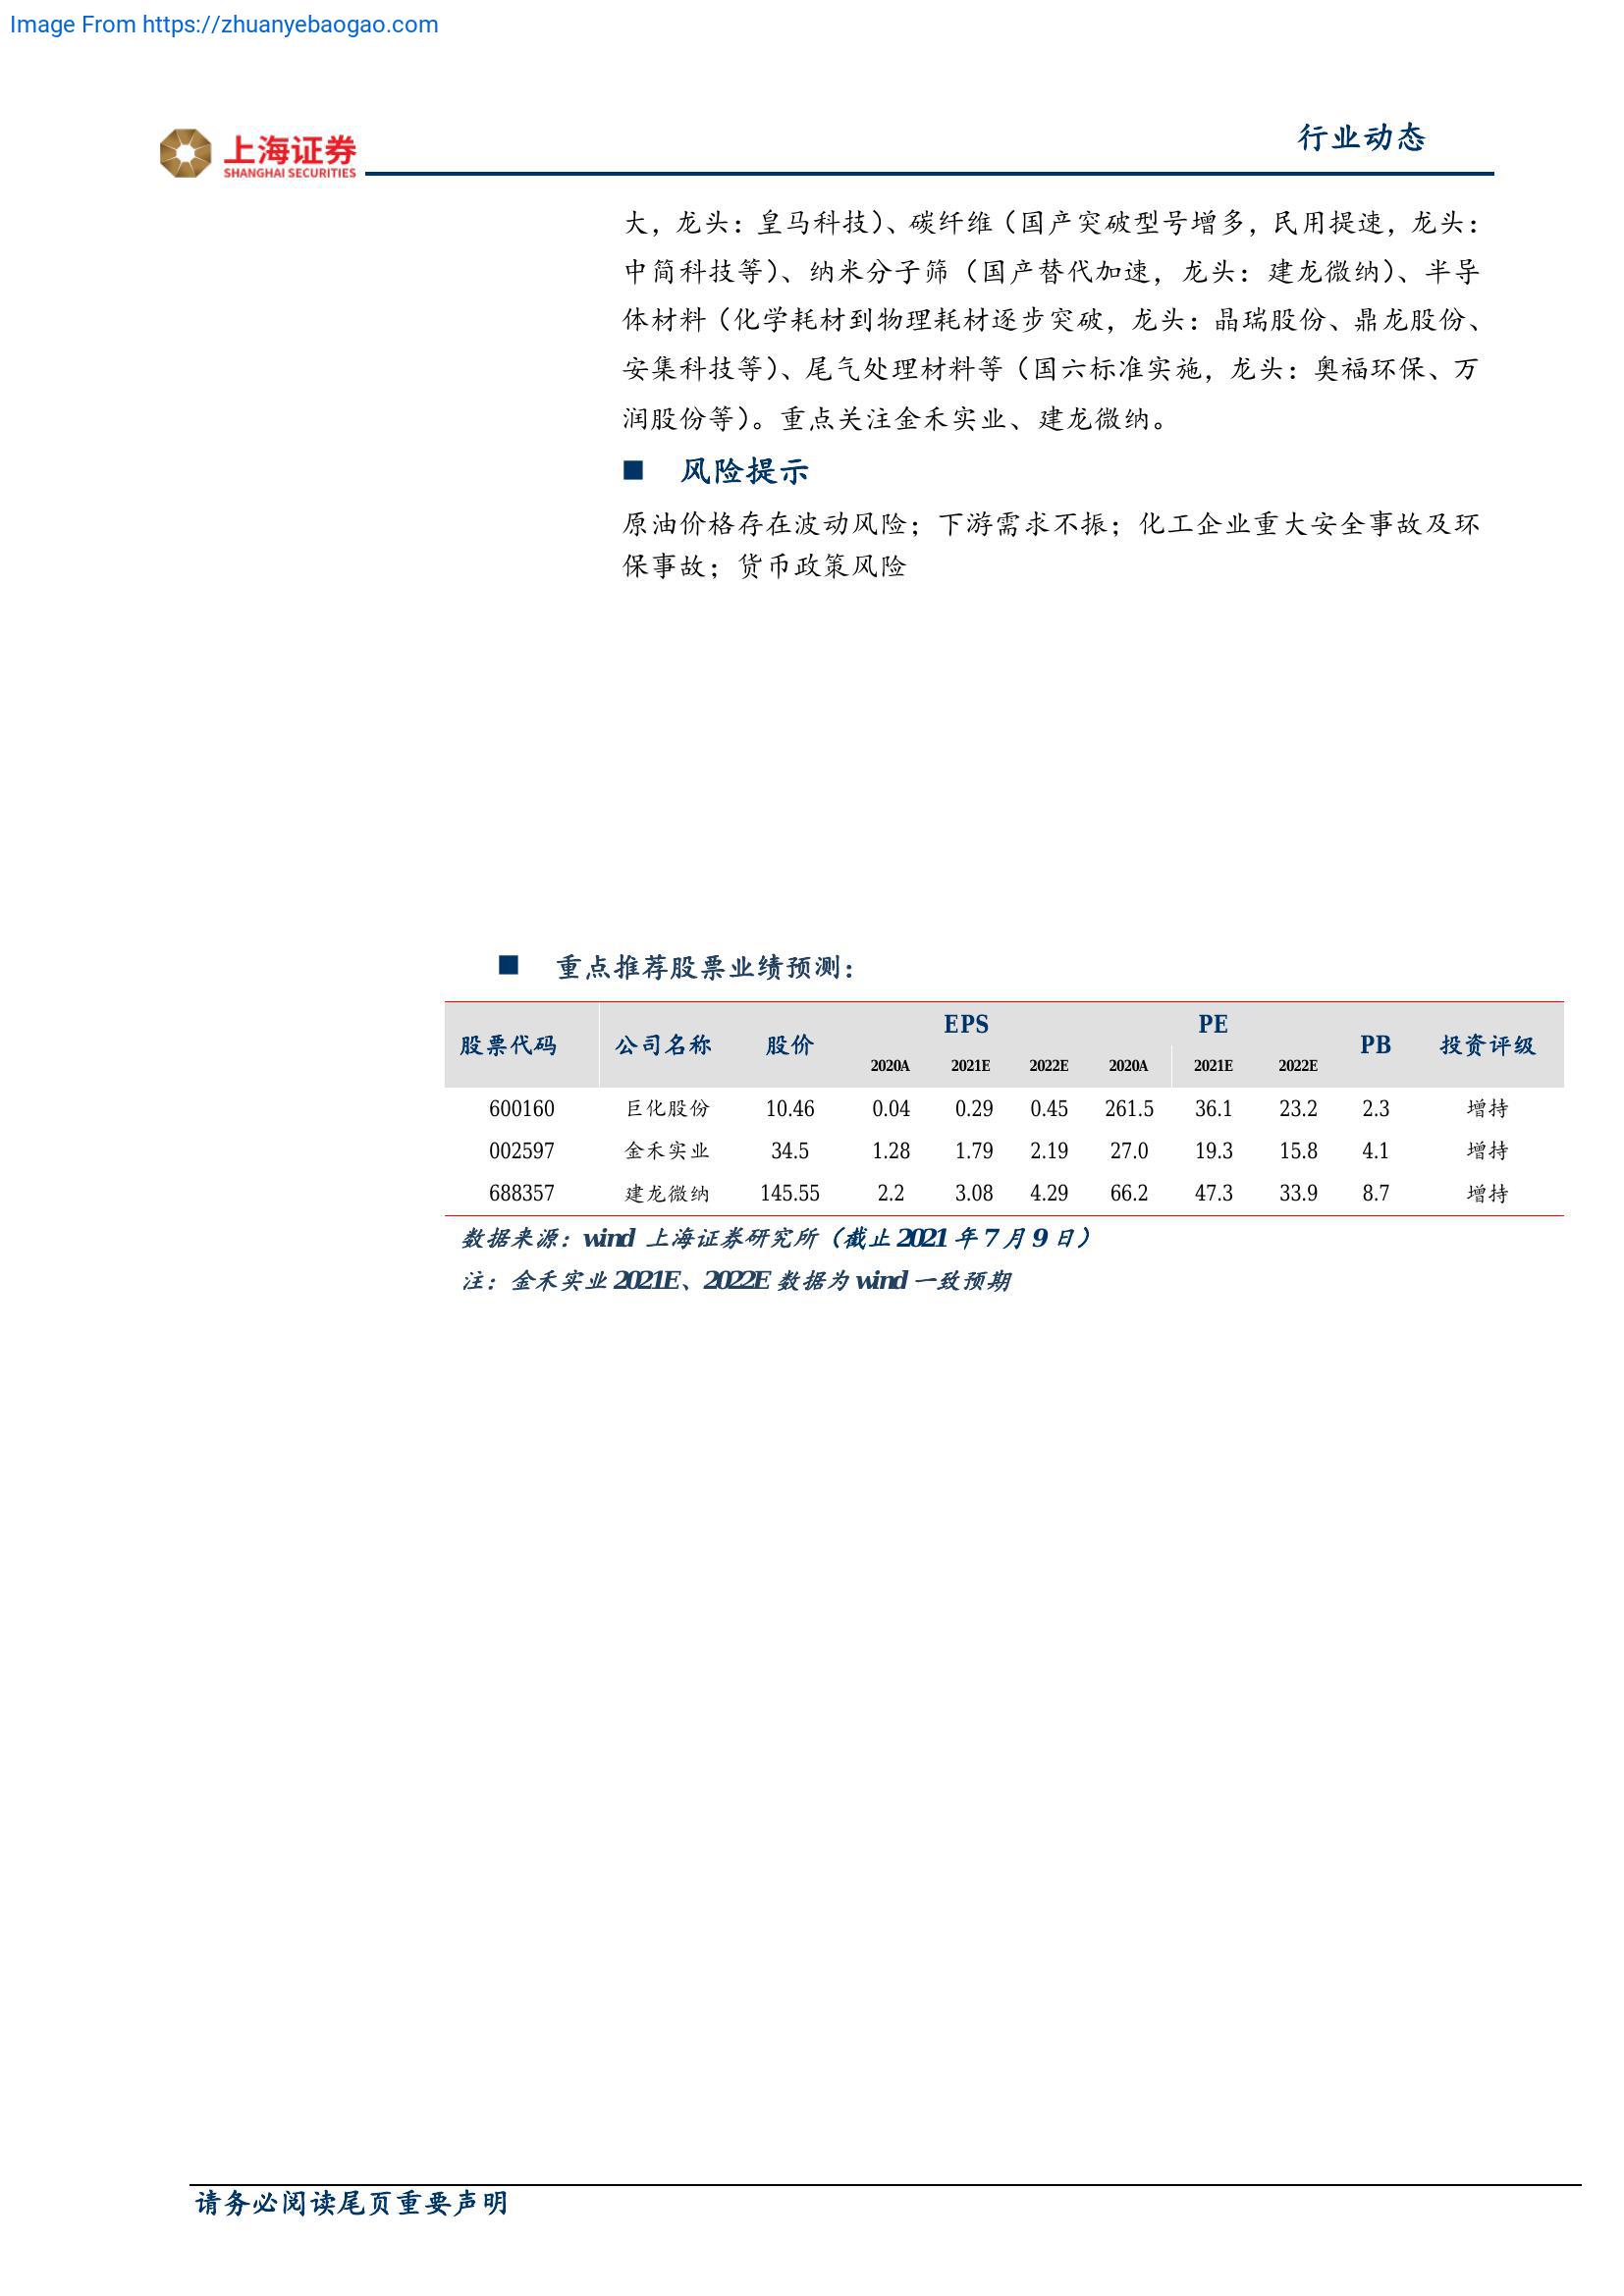 Image From https://zhuanyebaogao.com
上海证券
SHANGHAI SECURITIES
行业动态
大，龙头：皇马科技）、碳纤维（国产突破型号增多，民用提速，龙头：
中简科技等）、纳米分子筛（国产替代加速，龙头：建龙微纳）、半导
体材料（化学耗材到物理耗材逐步突破，龙头：晶瑞股份、鼎龙股份、
安集科技等）、尾气处理材料等（国六标准实施，龙头：奥福环保、万
润股份等）。重点关注金禾实业、建龙微纳。
■ 风险提示
原油价格存在波动风险；下游需求不振；化工企业重大安全事故及环
保事故；货币政策风险
■ 重点推荐股票业绩预测：
股票代码 公司名称 股价 EPS PE PB 投资评级
2020A 2021E 2022E 2020A 2021E 2022E
600160 巨化股份 10.46 0.04 0.29 0.45 261.5 36.1 23.2 2.3 增持
002597 金禾实业 34.5 1.28 1.79 2.19 27.0 19.3 15.8 4.1 增持
688357 建龙微纳 145.55 2.2 3.08 4.29 66.2 47.3 33.9 8.7 增持
数据来源：wind 上海证券研究所（截止 2021 年 7 月 9 日）
注：金禾实业 2021E、2022E 数据为 wind 一致预期
请务必阅读尾页重要声明